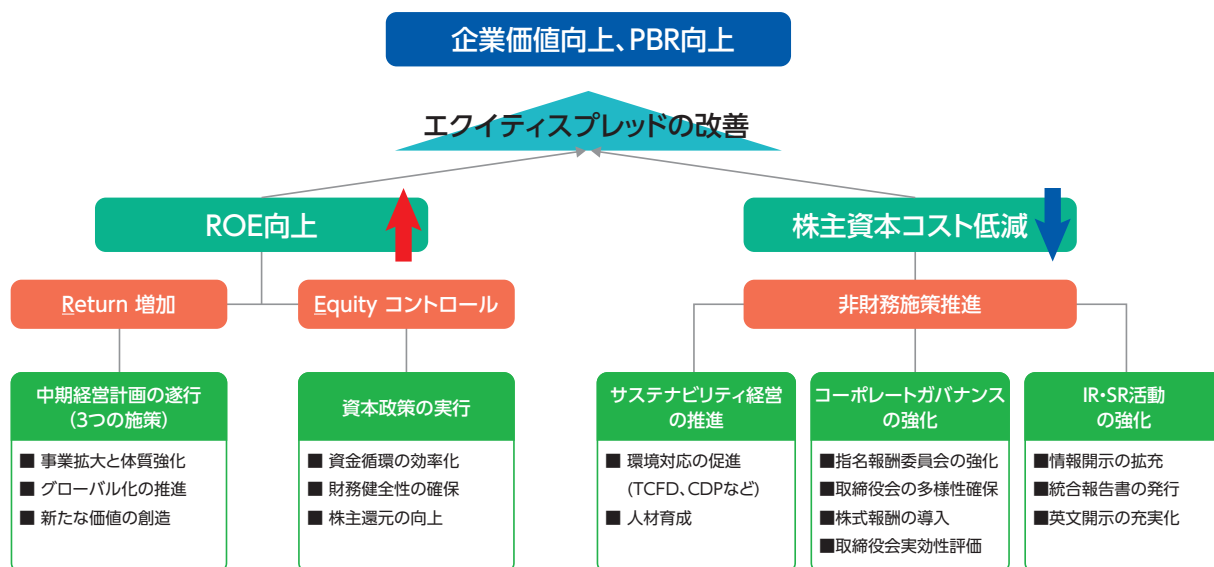 企業価値向上、PBR向上
エクイティスプレッドの改善
ROE向上
株主資本コスト低減
Return 増加
Equity コントロール
非財務施策推進
中期経営計画の遂行
(3つの施策)
■ 事業拡大と体質強化
■ グローバル化の推進
■ 新たな価値の創造
資本政策の実行
■ 資金循環の効率化
■ 財務健全性の確保
■ 株主還元の向上
サステナビリティ経営
の推進
■ 環境対応の促進
(TCFD、CDPなど)
■ 人材育成
コーポレートガバナンス
の強化
■指名報酬委員会の強化
■取締役会の多様性確保
■株式報酬の導入
■取締役会実効性評価
IR・SR活動
の強化
■情報開示の拡充
■統合報告書の発行
■英文開示の充実化